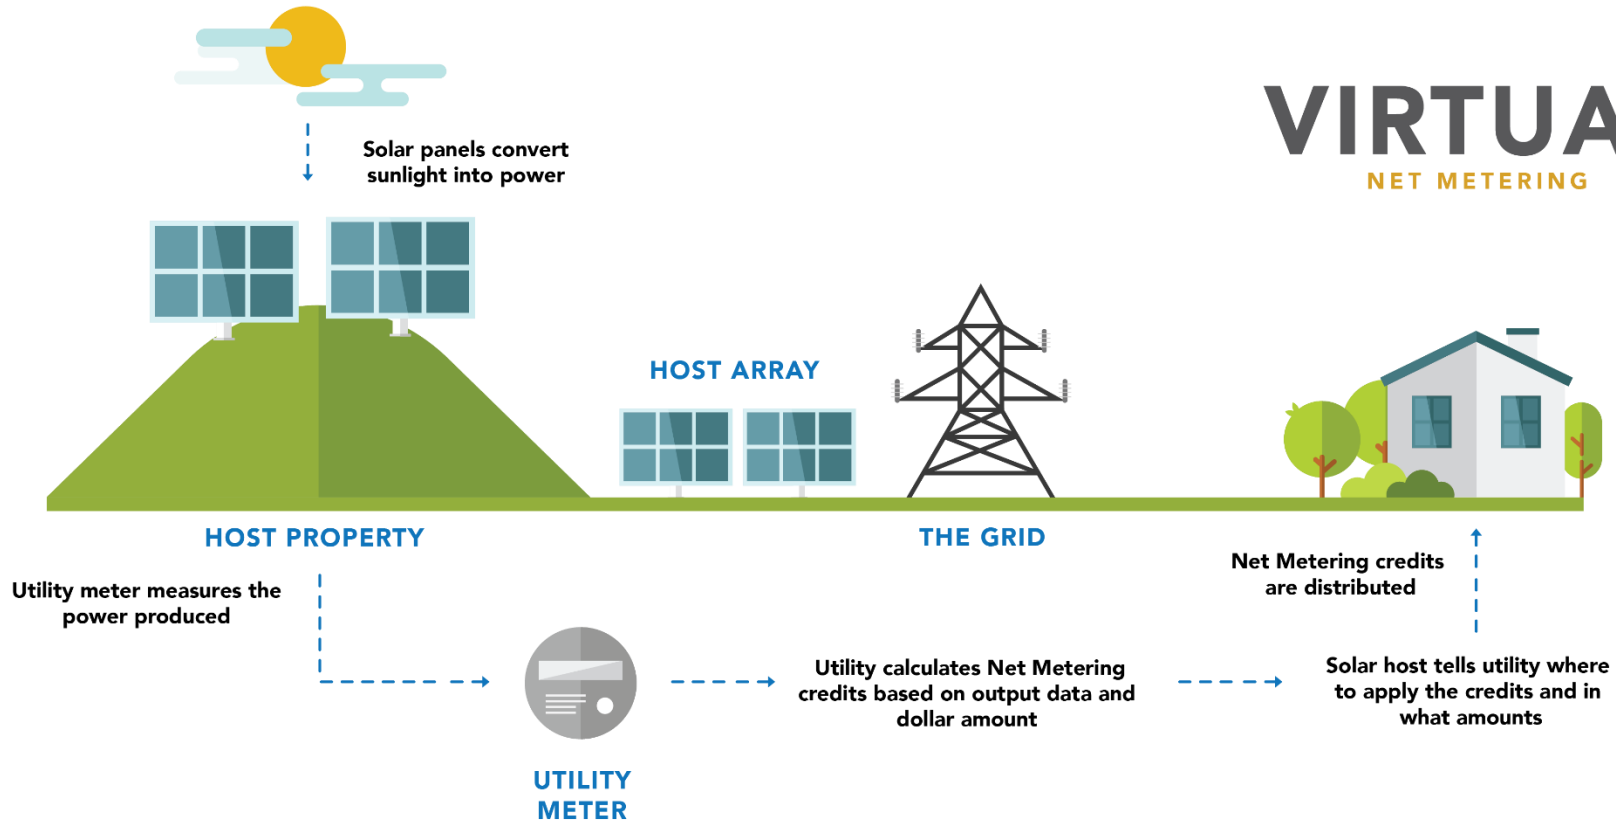 Solar panels convert
sunlight into power
VIRTUA
NET METERING
HOST ARRAY
HOST PROPERTY
THE GRID
Utility meter measures the
power produced
Net Metering credits
are distributed
Utility calculates Net Metering
credits based on output data and
dollar amount
Solar host tells utility where
to apply the credits and in
what amounts
UTILITY
METER